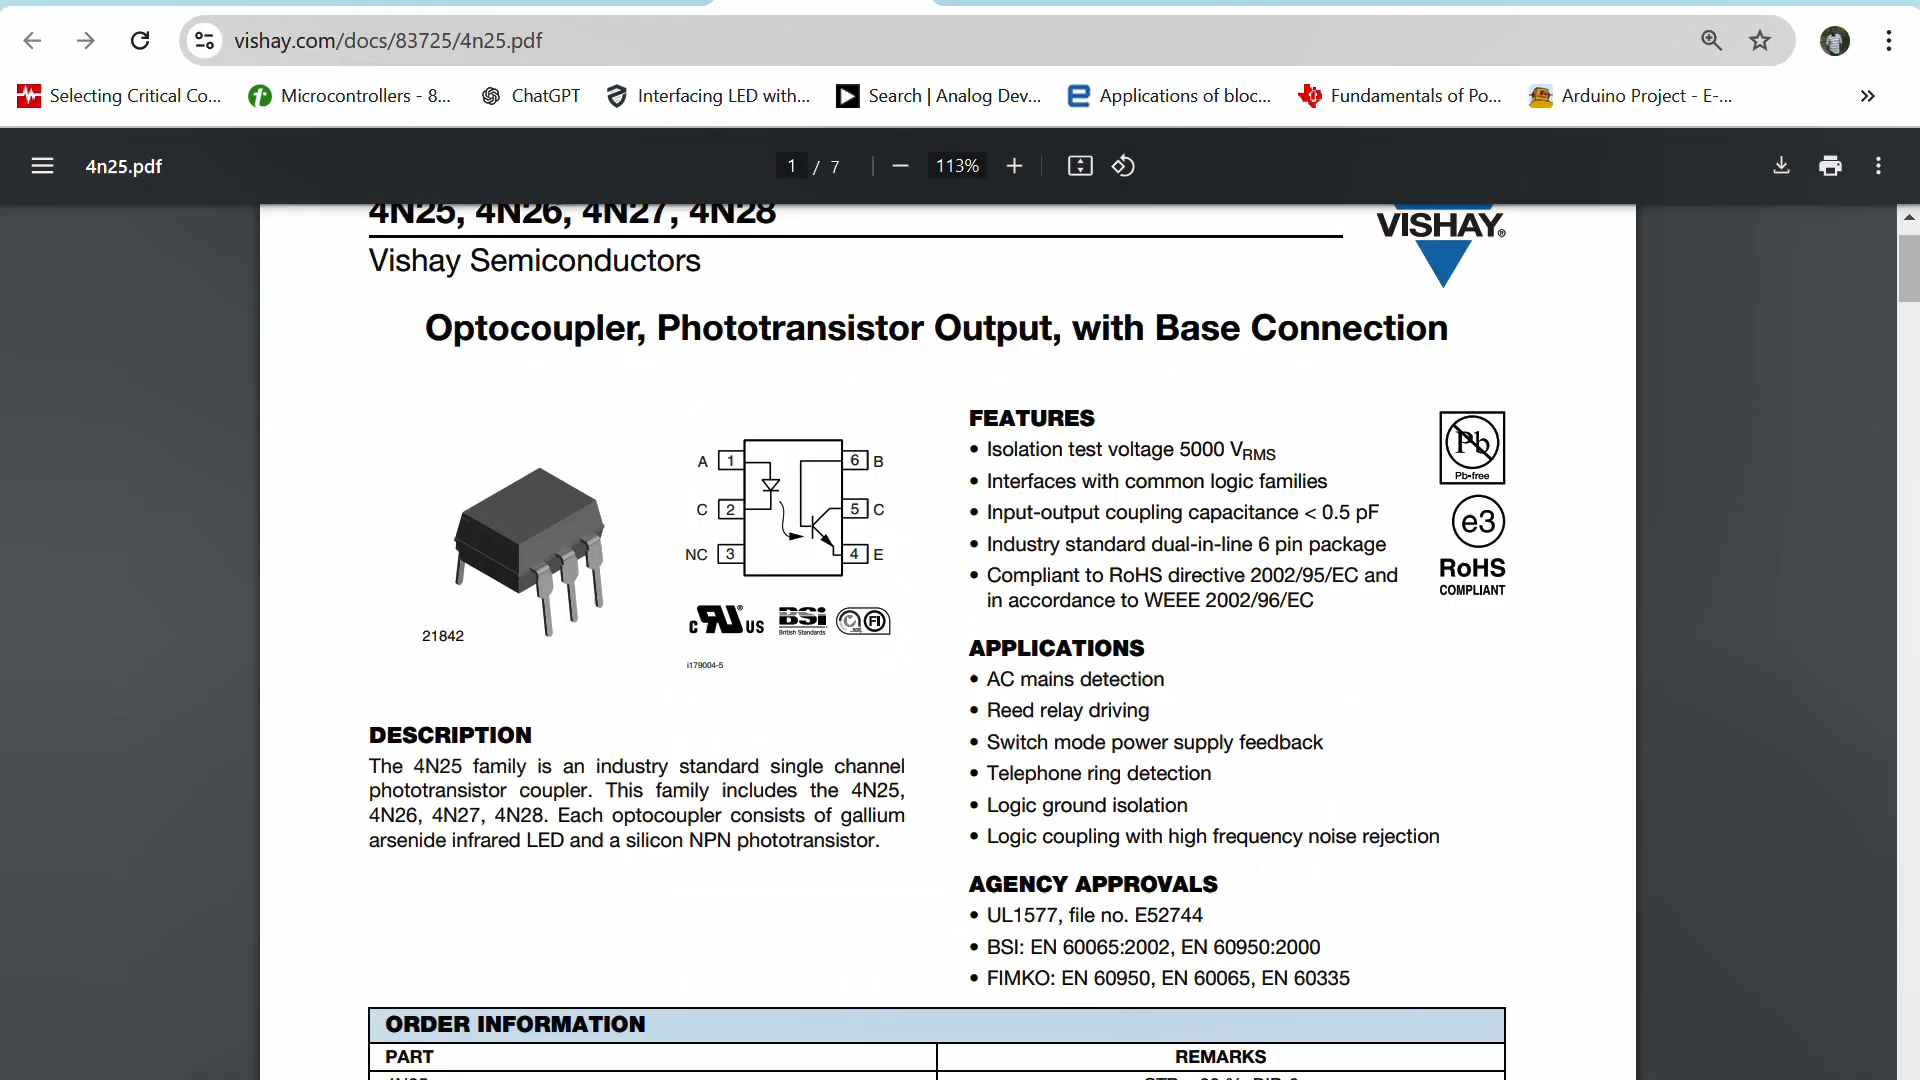 vishay.com/docs/83725/4n25.pdf
Selecting Critical Co...
Microcontrollers - 8...
ChatGPT
Interfacing LED with...
Search | Analog Dev...
Applications of bloc...
Fundamentals of Po...
Arduino Project - E-...
4n25.pdf
1 / 7
113%
4N25, 4N26, 4N27, 4N28
Vishay Semiconductors
VISHAY®
Optocoupler, Phototransistor Output, with Base Connection
A 1
C 2
NC 3
6 B
5 C
4 E
21842
c RU® US
BSi
British Standards
FI
i179004-5
DESCRIPTION
The 4N25 family is an industry standard single channel
phototransistor coupler. This family includes the 4N25,
4N26, 4N27, 4N28. Each optocoupler consists of gallium
arsenide infrared LED and a silicon NPN phototransistor.
FEATURES
• Isolation test voltage 5000 VRMS
• Interfaces with common logic families
• Input-output coupling capacitance < 0.5 pF
• Industry standard dual-in-line 6 pin package
• Compliant to RoHS directive 2002/95/EC and
in accordance to WEEE 2002/96/EC
Pb
Pb-free
e3
RoHS
COMPLIANT
APPLICATIONS
• AC mains detection
• Reed relay driving
• Switch mode power supply feedback
• Telephone ring detection
• Logic ground isolation
• Logic coupling with high frequency noise rejection
AGENCY APPROVALS
• UL1577, file no. E52744
• BSI: EN 60065:2002, EN 60950:2000
• FIMKO: EN 60950, EN 60065, EN 60335
ORDER INFORMATION
PART
REMARKS